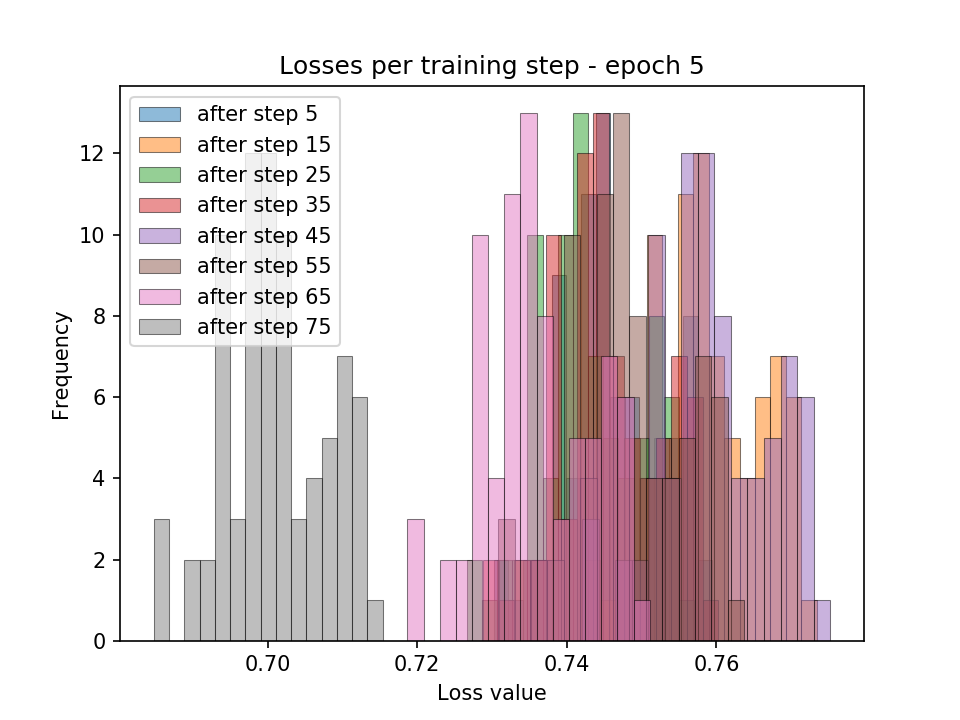 Losses per training step - epoch 5
after step 5
after step 15
after step 25
after step 35
after step 45
after step 55
after step 65
after step 75
Frequency
12
10
8
6
4
2
0
0.70 0.72 0.74 0.76
Loss value